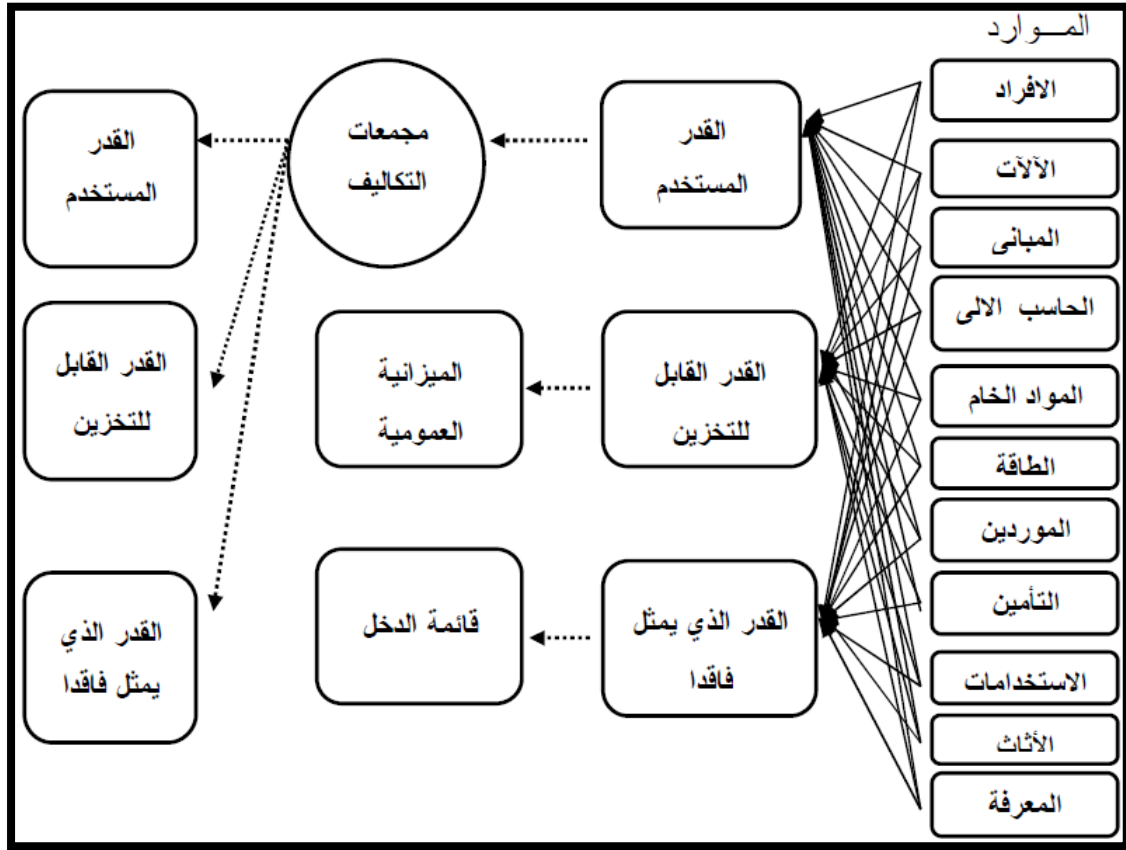 المــوارد
الافراد
الآلآت
المبانى
الحاسب الالى
المواد الخام
الطاقة
الموردين
التأمين
الاستخدامات
الأثاث
المعرفة
القدر
المستخدم
القدر القابل
للتخزين
القدر الذي يمثل
فاقدا
مجمعات
التكاليف
الميزانية
العمومية
قائمة الدخل
القدر
المستخدم
القدر القابل
للتخزين
القدر الذي
يمثل فاقدا